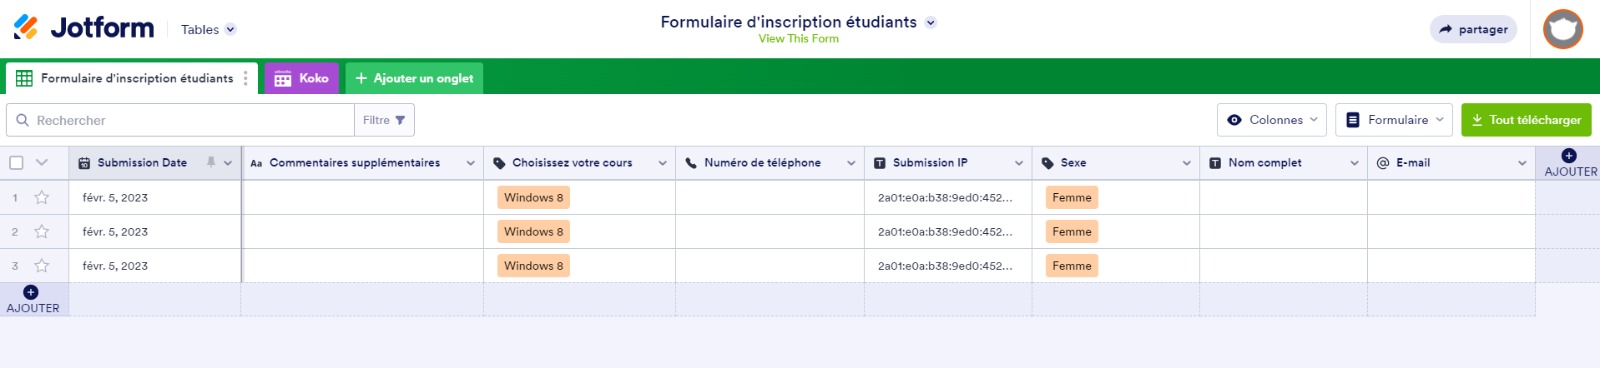 Jotform
Tables
Formulaire d'inscription étudiants
View This Form
partager
Formulaire d'inscription étudiants
Koko
+ Ajouter un onglet
Rechercher
Filtre
Colonnes
Formulaire
Tout télécharger
Submission Date
Aa Commentaires supplémentaires
Choisissez votre cours
Numéro de téléphone
T Submission IP
Sexe
T Nom complet
@ E-mail
AJOUTER
1 févr. 5, 2023 Windows 8 2a01:e0a:b38:9ed0:452... Femme
2 févr. 5, 2023 Windows 8 2a01:e0a:b38:9ed0:452... Femme
3 févr. 5, 2023 Windows 8 2a01:e0a:b38:9ed0:452... Femme
AJOUTER